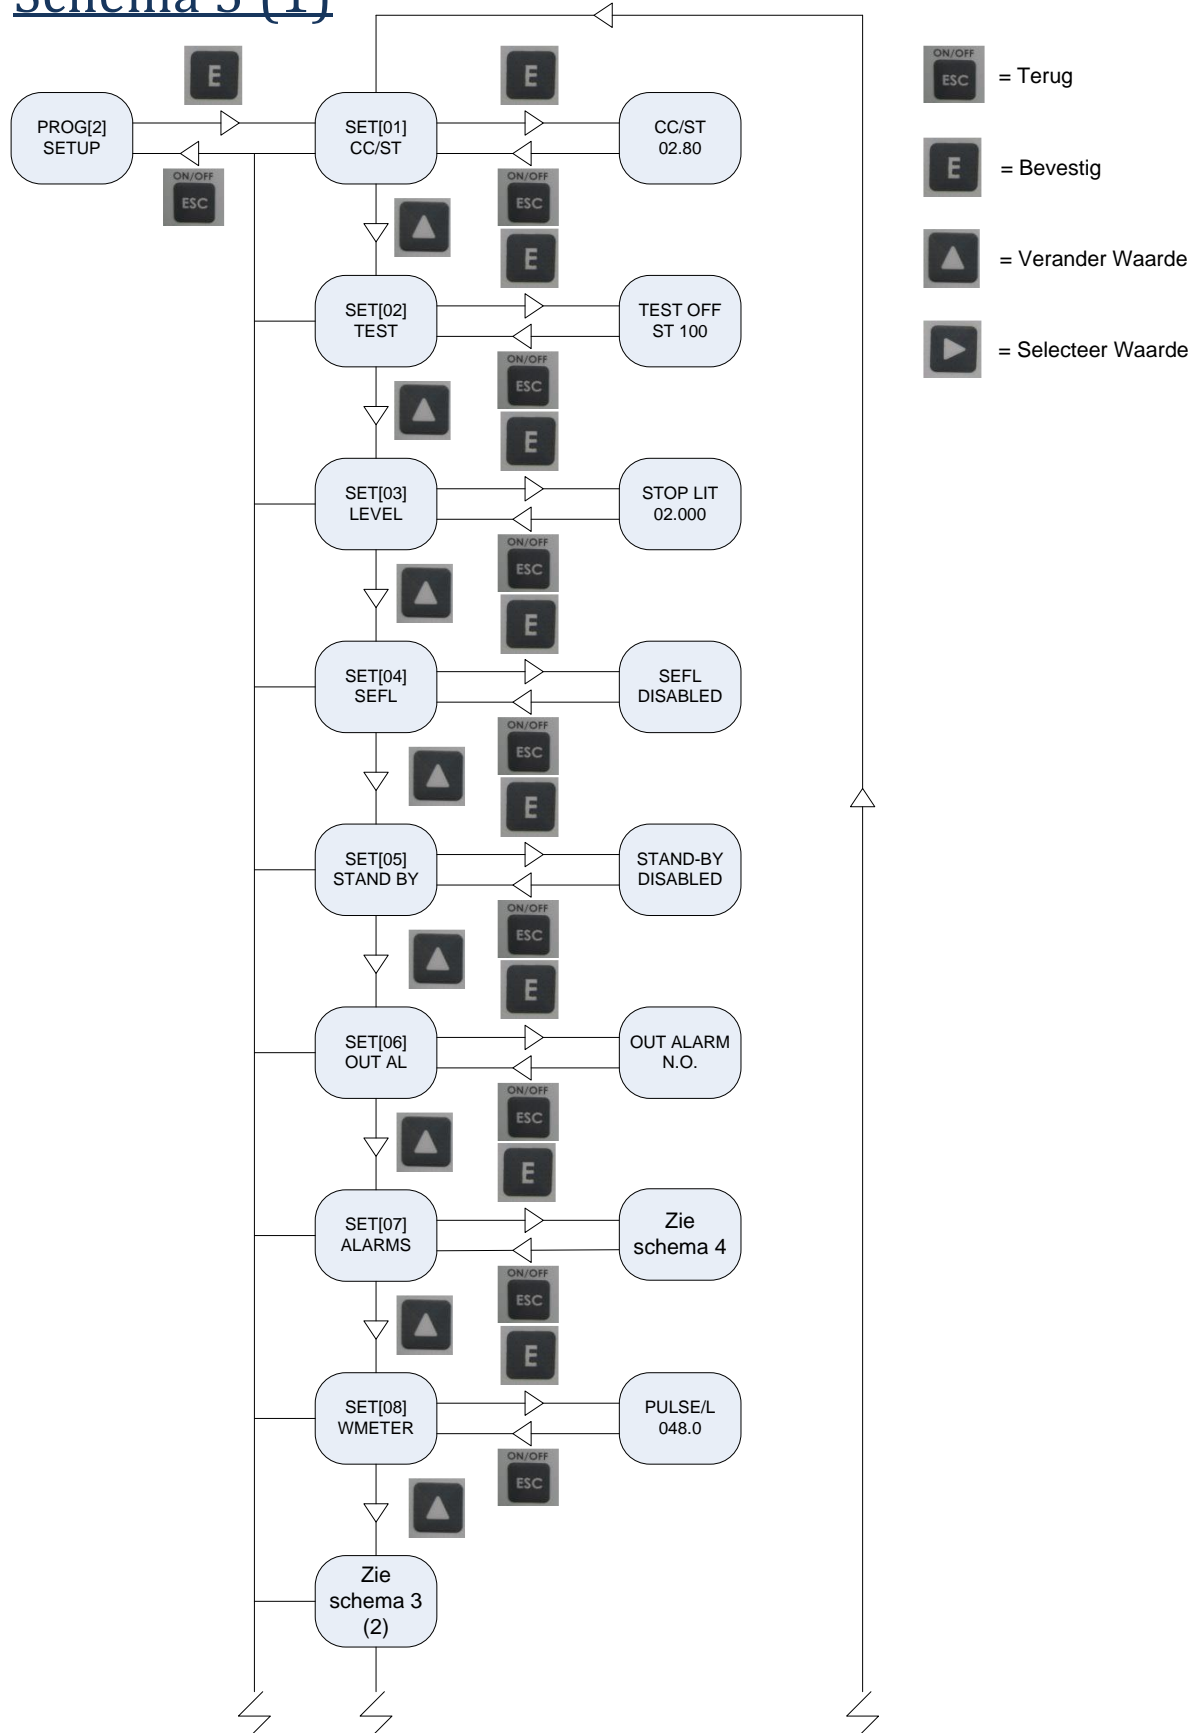 Schema 3 (1)
E
E
ON/OFF
ESC
= Terug
PROG[2]
SETUP
SET[01]
CC/ST
CC/ST
02.80
E
= Bevestig
ON/OFF
ESC
ON/OFF
ESC
E
= Verander Waarde
SET[02]
TEST
TEST OFF
ST 100
= Selecteer Waarde
ON/OFF
ESC
E
SET[03]
LEVEL
STOP LIT
02.000
ON/OFF
ESC
E
SET[04]
SEFL
SEFL
DISABLED
ON/OFF
ESC
E
SET[05]
STAND BY
STAND-BY
DISABLED
ON/OFF
ESC
E
SET[06]
OUT AL
OUT ALARM
N.O.
ON/OFF
ESC
E
SET[07]
ALARMS
Zie
schema 4
ON/OFF
ESC
E
SET[08]
WMETER
PULSE/L
048.0
ON/OFF
ESC
Zie
schema 3
(2)